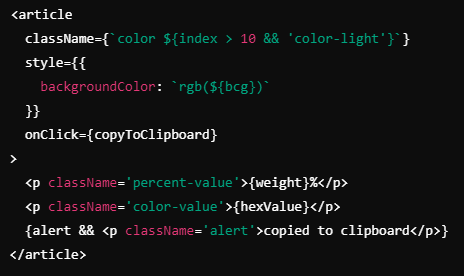 <article
className={`color ${index > 10 && 'color-light'}`}
style={{
backgroundColor: `rgb(${bcg})`
}}
onClick={copyToClipboard}
>
<p className='percent-value'>{weight}%</p>
<p className='color-value'>{hexValue}</p>
{alert && <p className='alert'>copied to clipboard</p>}
</article>